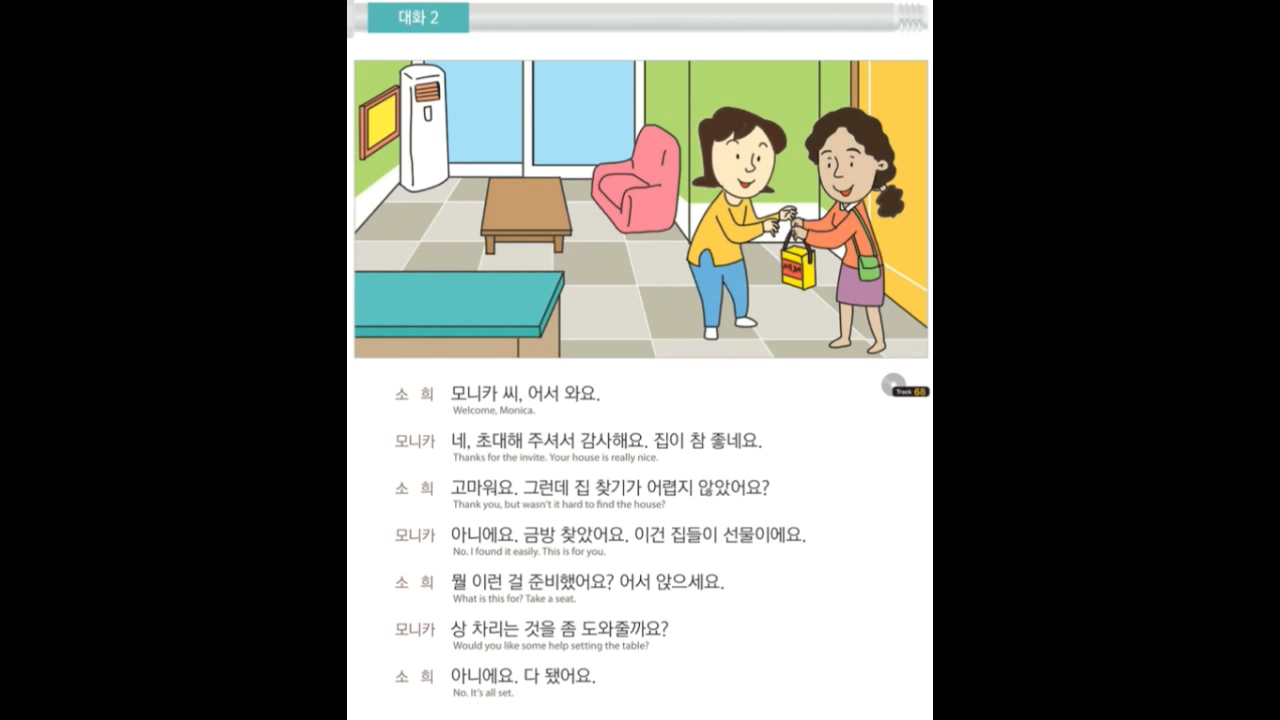 대화 2
Track 68
소 희 모니카 씨, 어서 와요.
Welcome, Monica.
모니카 네, 초대해 주셔서 감사해요. 집이 참 좋네요.
Thanks for the invite. Your house is really nice.
소 희 고마워요. 그런데 집 찾기가 어렵지 않았어요?
Thank you, but wasn't it hard to find the house?
모니카 아니에요. 금방 찾았어요. 이건 집들이 선물이에요.
No. I found it easily. This is for you.
소 희 뭘 이런 걸 준비했어요? 어서 앉으세요.
What is this for? Take a seat.
모니카 상 차리는 것을 좀 도와줄까요?
Would you like some help setting the table?
소 희 아니에요. 다 됐어요.
No. It's all set.